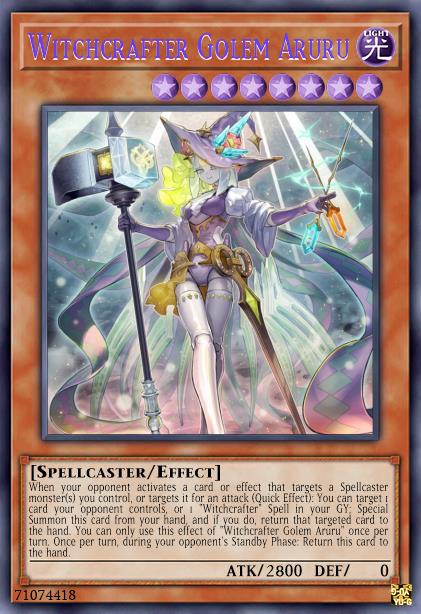 Witchcrafter Golem Aruru
LIGHT
光
[Spellcaster/Effect]
When your opponent activates a card or effect that targets a Spellcaster
monster(s) you control, or targets it for an attack (Quick Effect): You can target 1
card your opponent controls, or 1 "Witchcrafter" Spell in your GY; Special
Summon this card from your hand, and if you do, return that targeted card to
the hand. You can only use this effect of "Witchcrafter Golem Aruru" once per
turn. Once per turn, during your opponent's Standby Phase: Return this card to
the hand.
ATK/2800 DEF/ 0
71074418